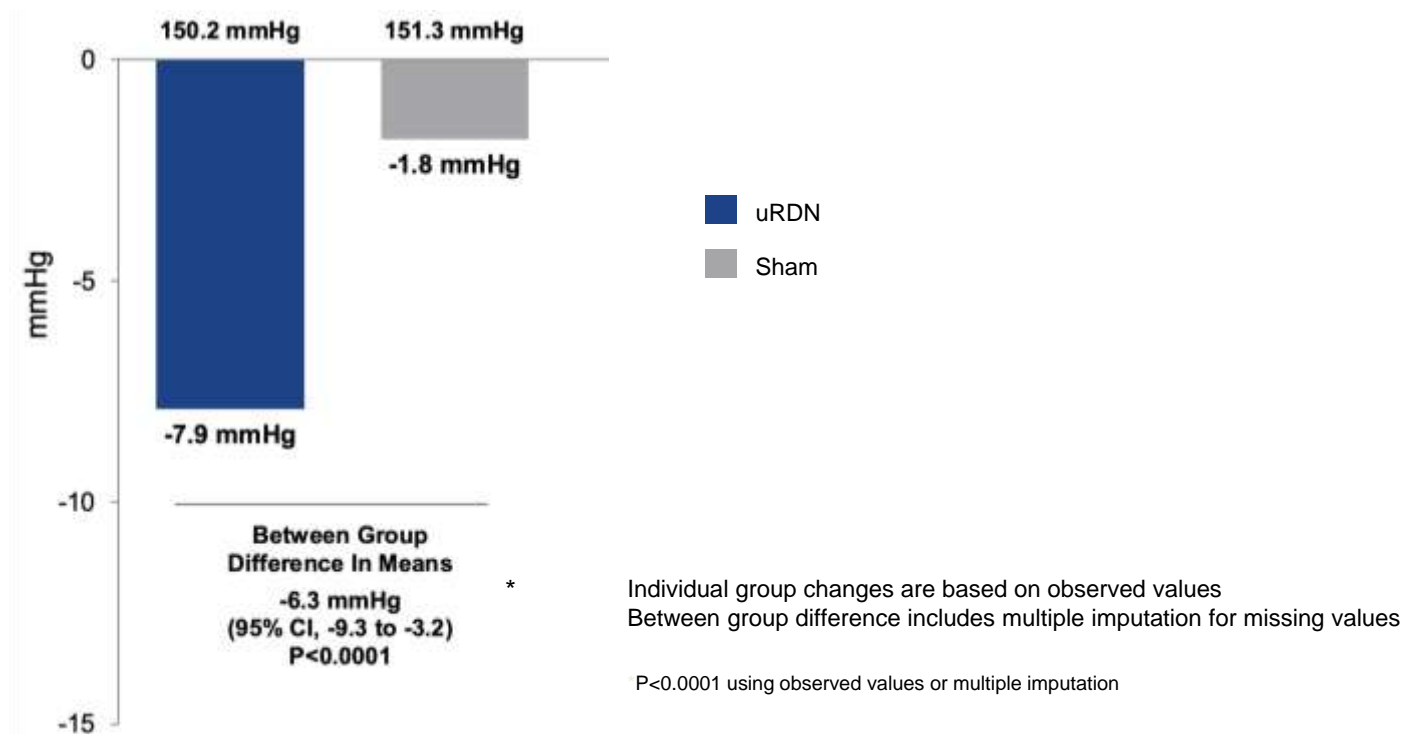 150.2 mmHg 151.3 mmHg
0
-1.8 mmHg
uRDN
Sham
mmHg
-5
-7.9 mmHg
-10
Between Group
Difference In Means
-6.3 mmHg
(95% CI, -9.3 to -3.2)
P<0.0001
*
Individual group changes are based on observed values
Between group difference includes multiple imputation for missing values
P<0.0001 using observed values or multiple imputation
-15